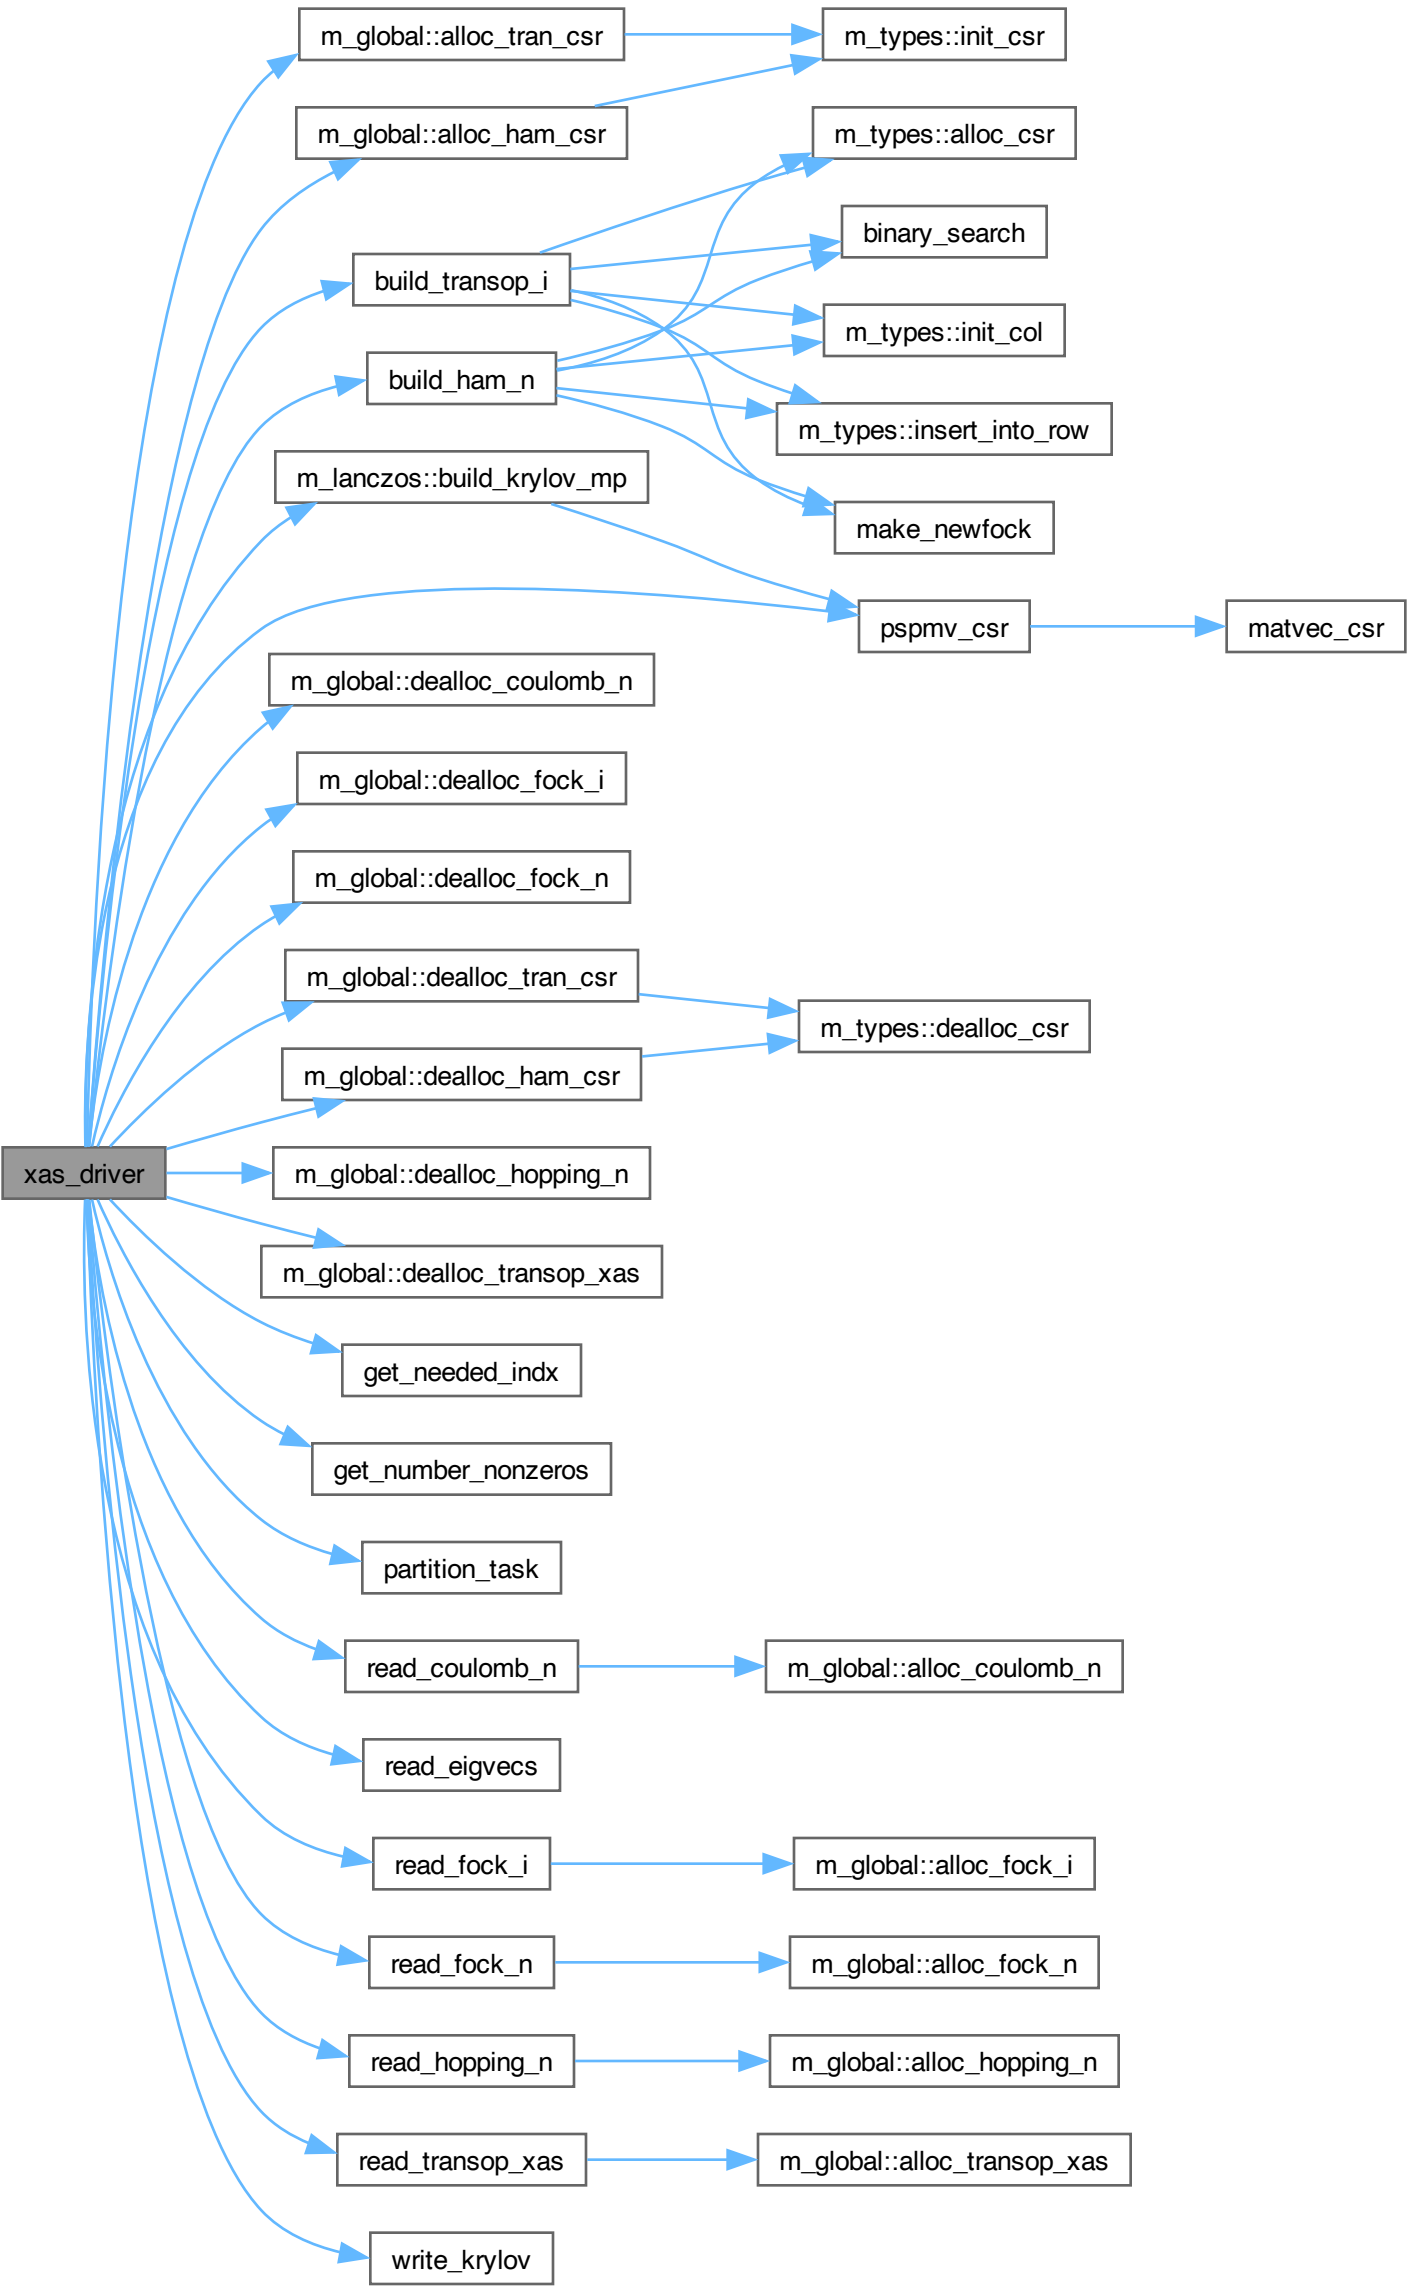 m_global::alloc_tran_csr
m_types::init_csr
m_global::alloc_ham_csr
m_types::alloc_csr
binary_search
build_transop_i
m_types::init_col
build_ham_n
m_types::insert_into_row
m_lanczos::build_krylov_mp
make_newfock
pspmv_csr
matvec_csr
m_global::dealloc_coulomb_n
m_global::dealloc_fock_i
m_global::dealloc_fock_n
m_global::dealloc_tran_csr
m_types::dealloc_csr
m_global::dealloc_ham_csr
xas_driver
m_global::dealloc_hopping_n
m_global::dealloc_transop_xas
get_needed_indx
get_number_nonzeros
partition_task
read_coulomb_n
m_global::alloc_coulomb_n
read_eigvecs
read_fock_i
m_global::alloc_fock_i
read_fock_n
m_global::alloc_fock_n
read_hopping_n
m_global::alloc_hopping_n
read_transop_xas
m_global::alloc_transop_xas
write_krylov